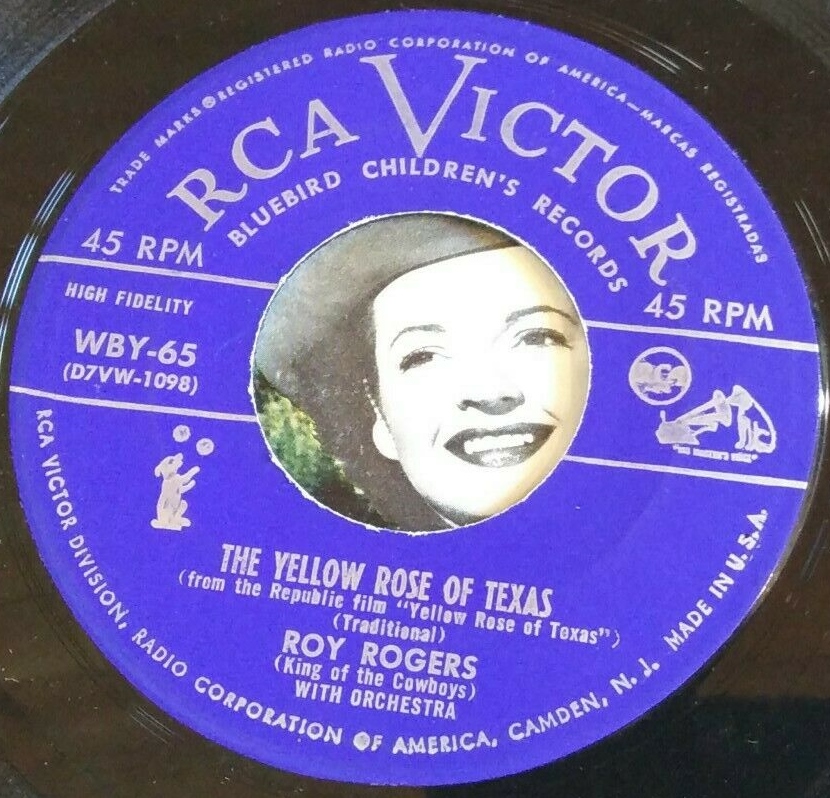 TRADE MARKS ® REGISTERED RADIO CORPORATION OF AMERICA—MARCAS REGISTRADAS
RCA VICTOR
BLUEBIRD CHILDREN'S RECORDS
45 RPM
45 RPM
HIGH FIDELITY
WBY-65
(D7VW-1098)
RCA
"HIS MASTER'S VOICE"
THE YELLOW ROSE OF TEXAS
(from the Republic film "Yellow Rose of Texas")
(Traditional)
ROY ROGERS
(King of the Cowboys)
WITH ORCHESTRA
RCA VICTOR DIVISION, RADIO CORPORATION OF AMERICA, CAMDEN, N. J. MADE IN U.S.A.